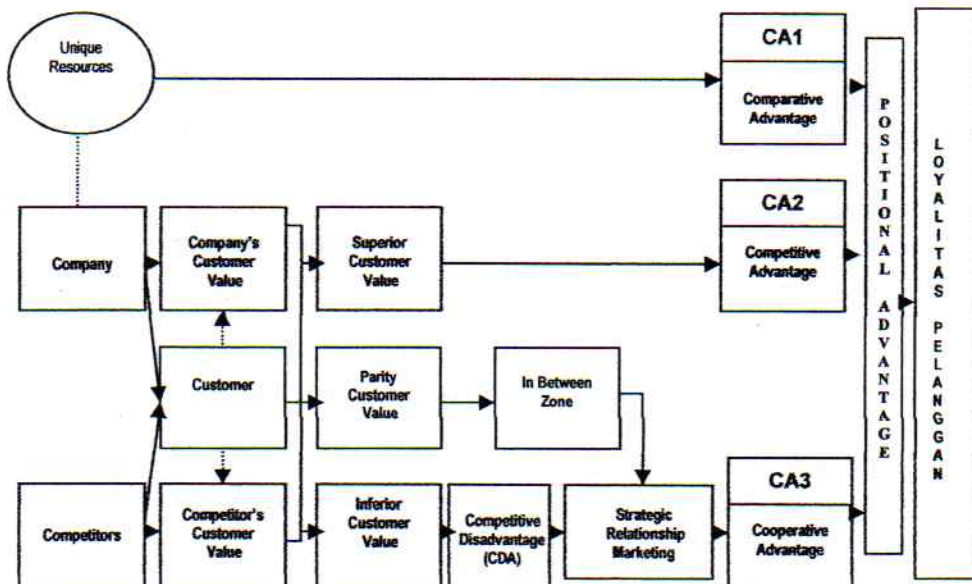 Unique
Resources
CA1
Comparative
Advantage
Company
Company's
Customer
Value
Superior
Customer
Value
CA2
Competitive
Advantage
Customer
Parity
Customer
Value
In Between
Zone
Competitors
Competitor's
Customer
Value
Inferior
Customer
Value
Competitive
Disadvantage
(CDA)
Strategic
Relationship
Marketing
CA3
Cooperative
Advantage
POSITIONAL ADVANTAGE
LOYALITAS PELANGGAN